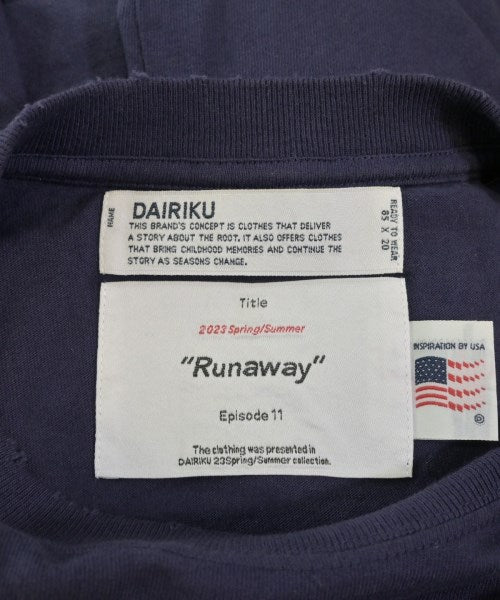 NAME
DAIRIKU
THIS BRAND'S CONCEPT IS CLOTHES THAT DELIVER
A STORY ABOUT THE ROOT. IT ALSO OFFERS CLOTHES
THAT BRING CHILDHOOD MEMORIES AND CONTINUE THE
STORY AS SEASONS CHANGE.
READY TO WEAR
85 X 20
Title
2023 Spring/Summer
"Runaway"
Episode 11
The clothing was presented in
DAIRIKU 23Spring/Summer collection.
INSPIRATION BY USA